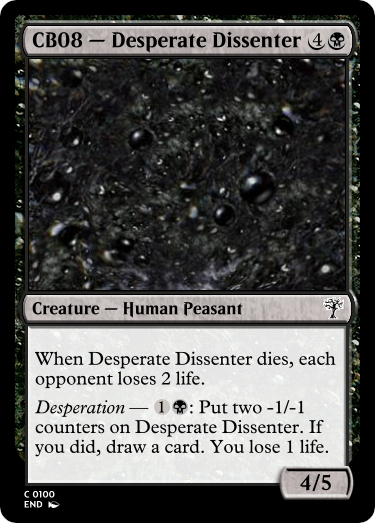 CB08 — Desperate Dissenter 4
Creature — Human Peasant
When Desperate Dissenter dies, each
opponent loses 2 life.
Desperation — 1 : Put two -1/-1
counters on Desperate Dissenter. If
you did, draw a card. You lose 1 life.
4/5
C 0100
END